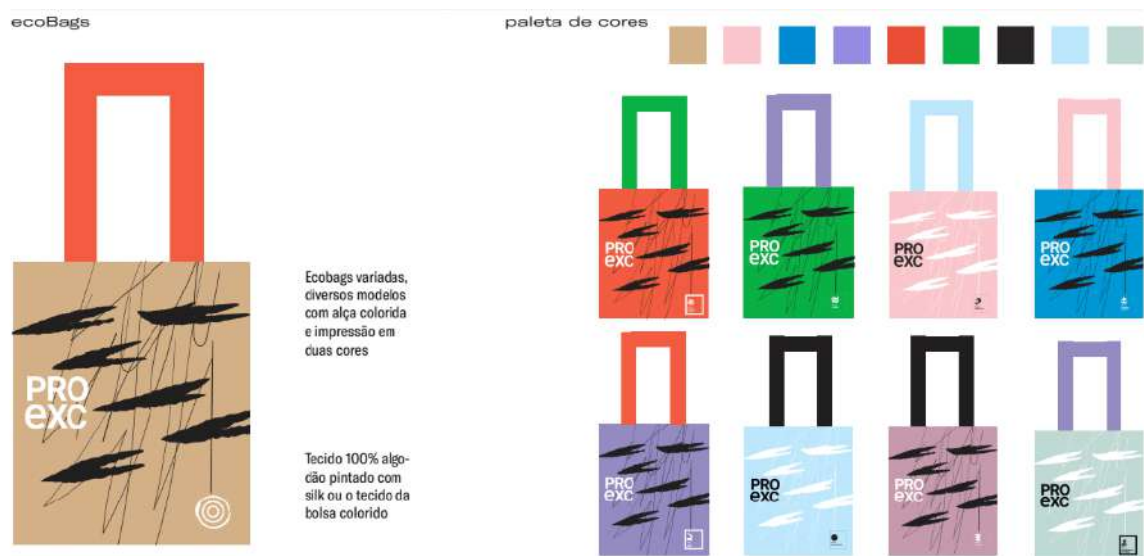 ecoBags
paleta de cores
PRO
exc
Ecobags variadas,
diversos modelos
com alça colorida
e impressão em
duas cores
Tecido 100% algo-
dão pintado com
silk ou o tecido da
bolsa colorido
PRO
exc
PRO
exc
PRO
exc
PRO
exc
PRO
exc
PRO
exc
PRO
exc
PRO
exc